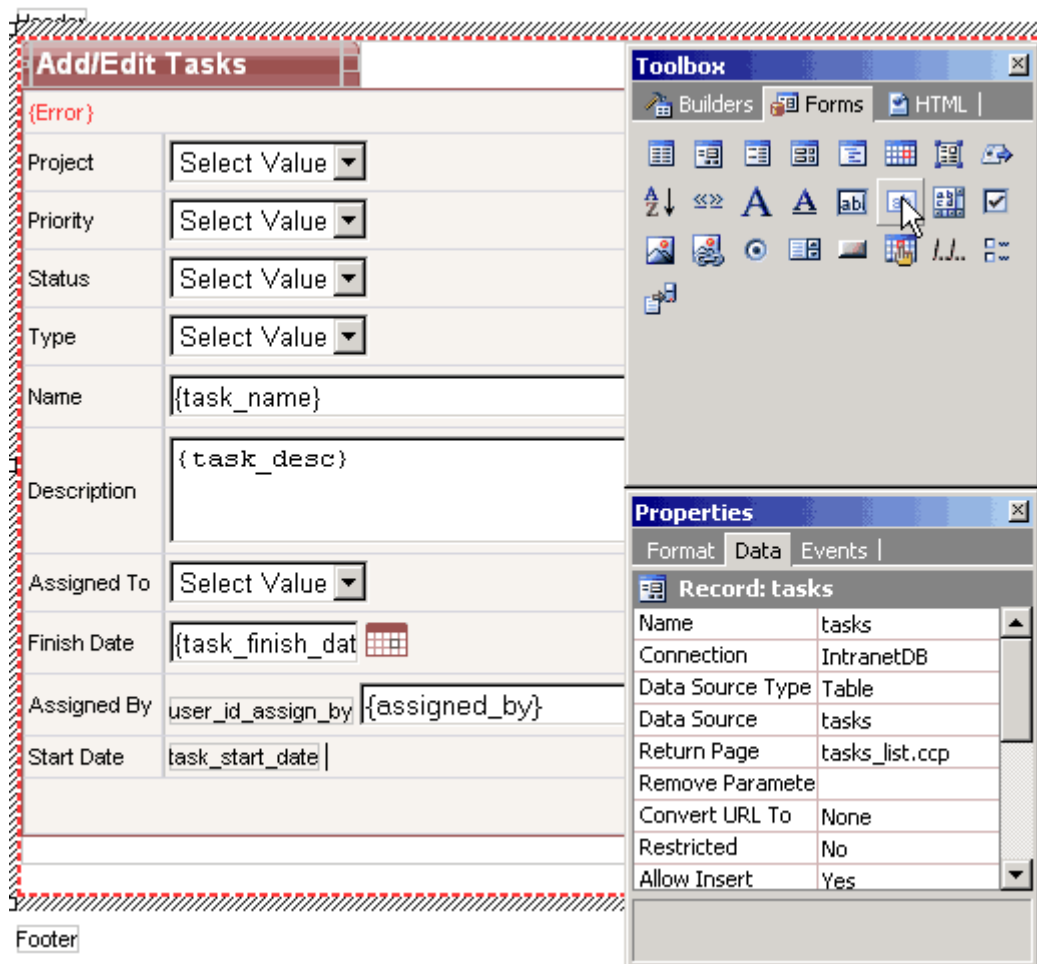 Header
Add/Edit Tasks
{Error}
Project Select Value
Priority Select Value
Status Select Value
Type Select Value
Name {task_name}
Description {task_desc}
Assigned To Select Value
Finish Date {task_finish_dat
Assigned By user_id_assign_by {assigned_by}
Start Date task_start_date
Footer
Toolbox
Builders Forms HTML
Properties
Format Data Events
Record: tasks
Name tasks
Connection IntranetDB
Data Source Type Table
Data Source tasks
Return Page tasks_list.ccp
Remove Paramete
Convert URL To None
Restricted No
Allow Insert Yes